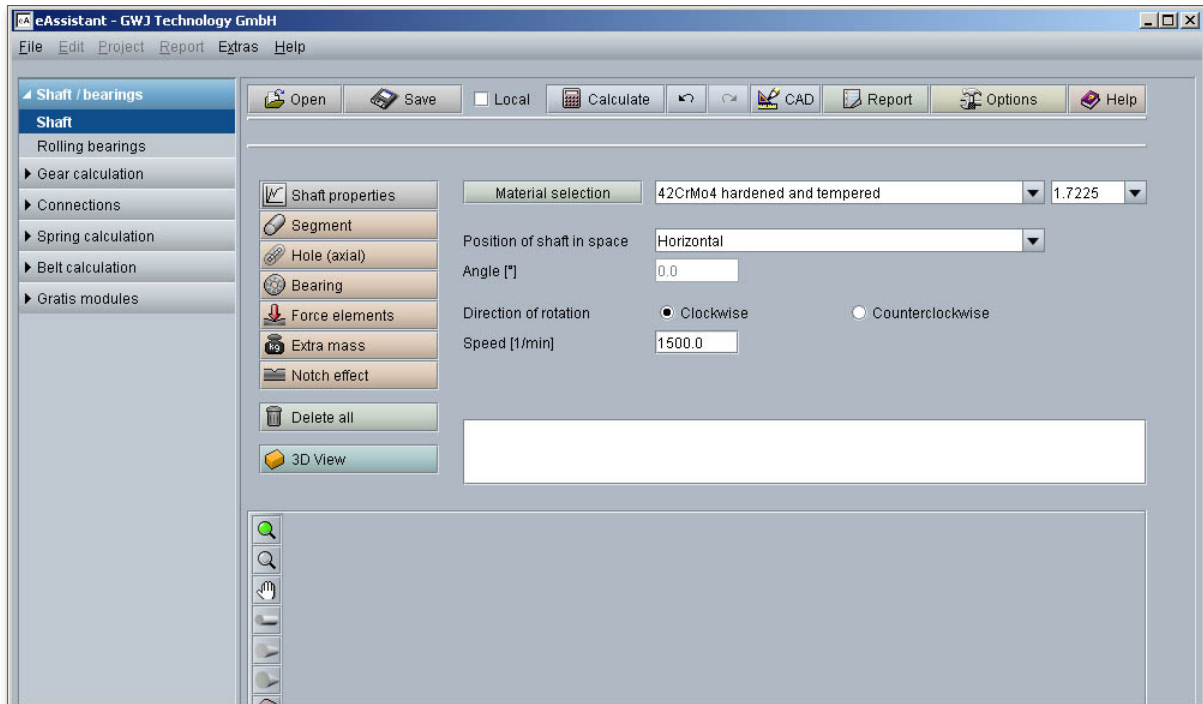 eA eAssistant - GWJ Technology GmbH
File Edit Project Report Extras Help
Shaft / bearings
Shaft
Rolling bearings
Gear calculation
Connections
Spring calculation
Belt calculation
Gratis modules
Open Save Local Calculate CAD Report Options Help
Shaft properties
Segment
Hole (axial)
Bearing
Force elements
kg Extra mass
Notch effect
Delete all
3D View
Material selection 42CrMo4 hardened and tempered 1.7225
Position of shaft in space Horizontal
Angle [°] 0.0
Direction of rotation Clockwise Counterclockwise
Speed [1/min] 1500.0